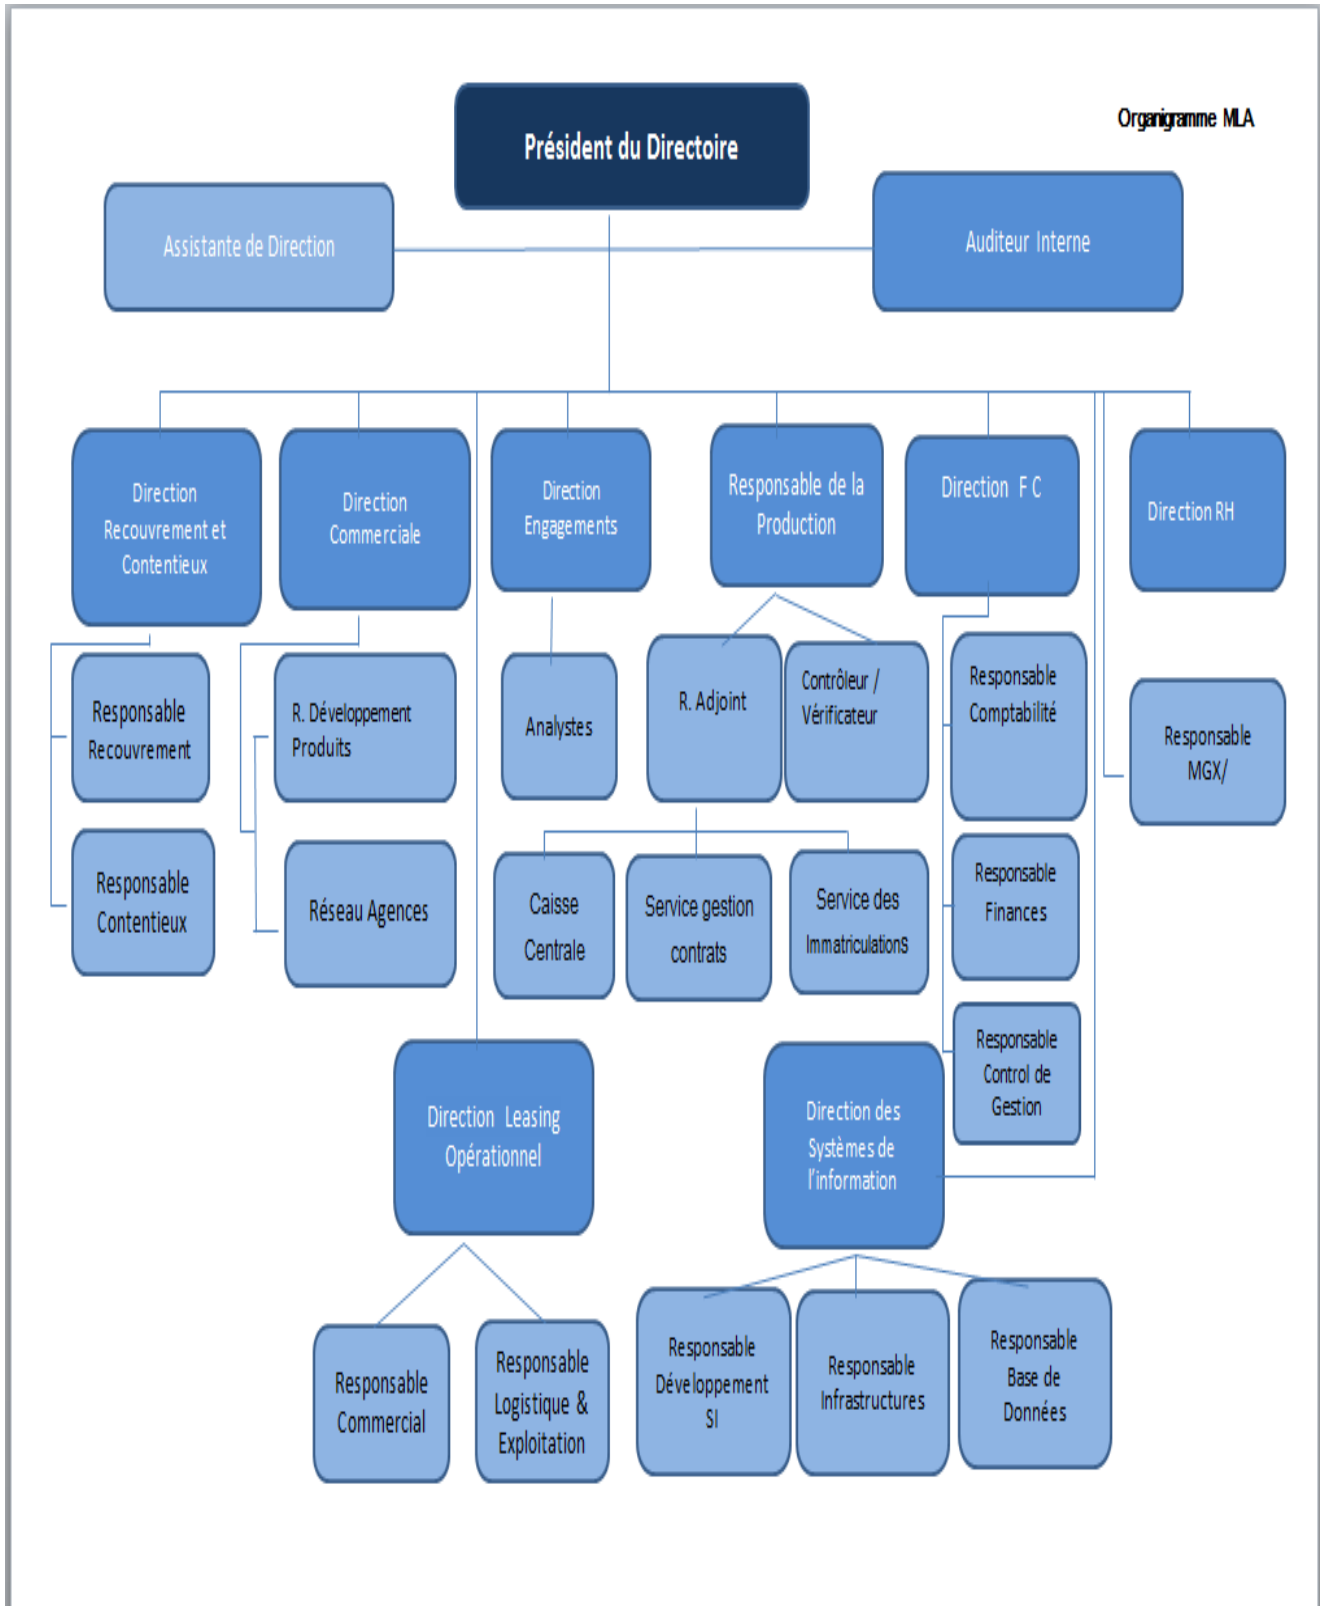 Organigramme MLA
Président du Directoire
Assistante de Direction
Auditeur Interne
Direction
Recouvrement et
Contentieux
Direction
Commerciale
Direction
Engagements
Responsable de la
Production
Direction F C
Direction RH
Responsable
Recouvrement
R. Développement
Produits
Analystes
R. Adjoint
Contrôleur /
Vérificateur
Responsable
Comptabilité
Responsable
MGX/
Responsable
Contentieux
Réseau Agences
Caisse
Centrale
Service gestion
contrats
Service des
Immatriculations
Responsable
Finances
Responsable
Control de
Gestion
Direction Leasing
Opérationnel
Direction des
Systèmes de
l'information
Responsable
Commercial
Responsable
Logistique &
Exploitation
Responsable
Développement
SI
Responsable
Infrastructures
Responsable
Base de
Données